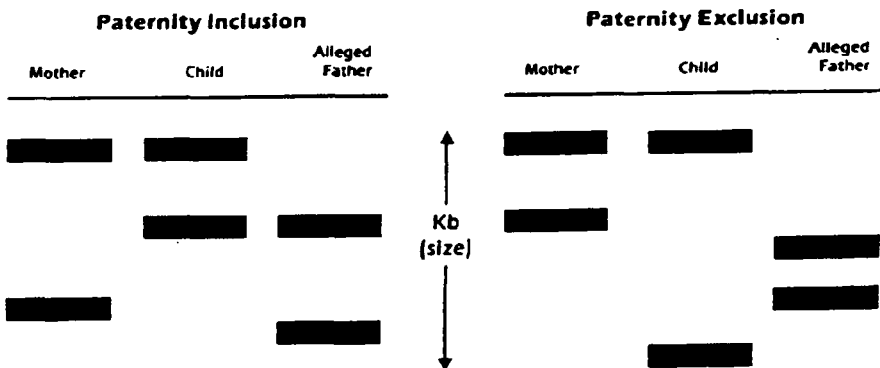 Paternity Inclusion
Mother
Child
Alleged
Father
Kb
(size)
Paternity Exclusion
Mother
Child
Alleged
Father